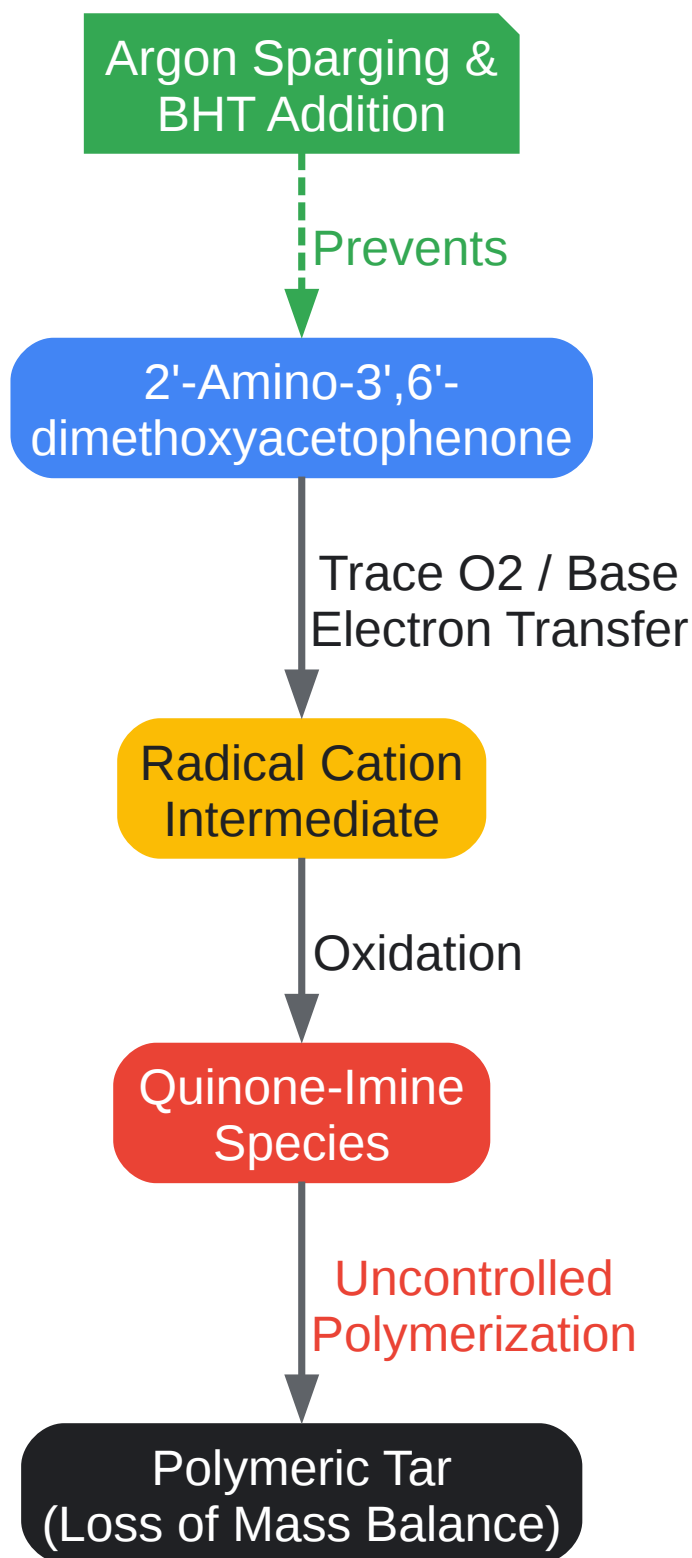 Argon Sparging &
BHT Addition
Prevents
2'-Amino-3',6'-
dimethoxyacetophenone
Trace O2 / Base
Electron Transfer
Radical Cation
Intermediate
Oxidation
Quinone-Imine
Species
Uncontrolled
Polymerization
Polymeric Tar
(Loss of Mass Balance)